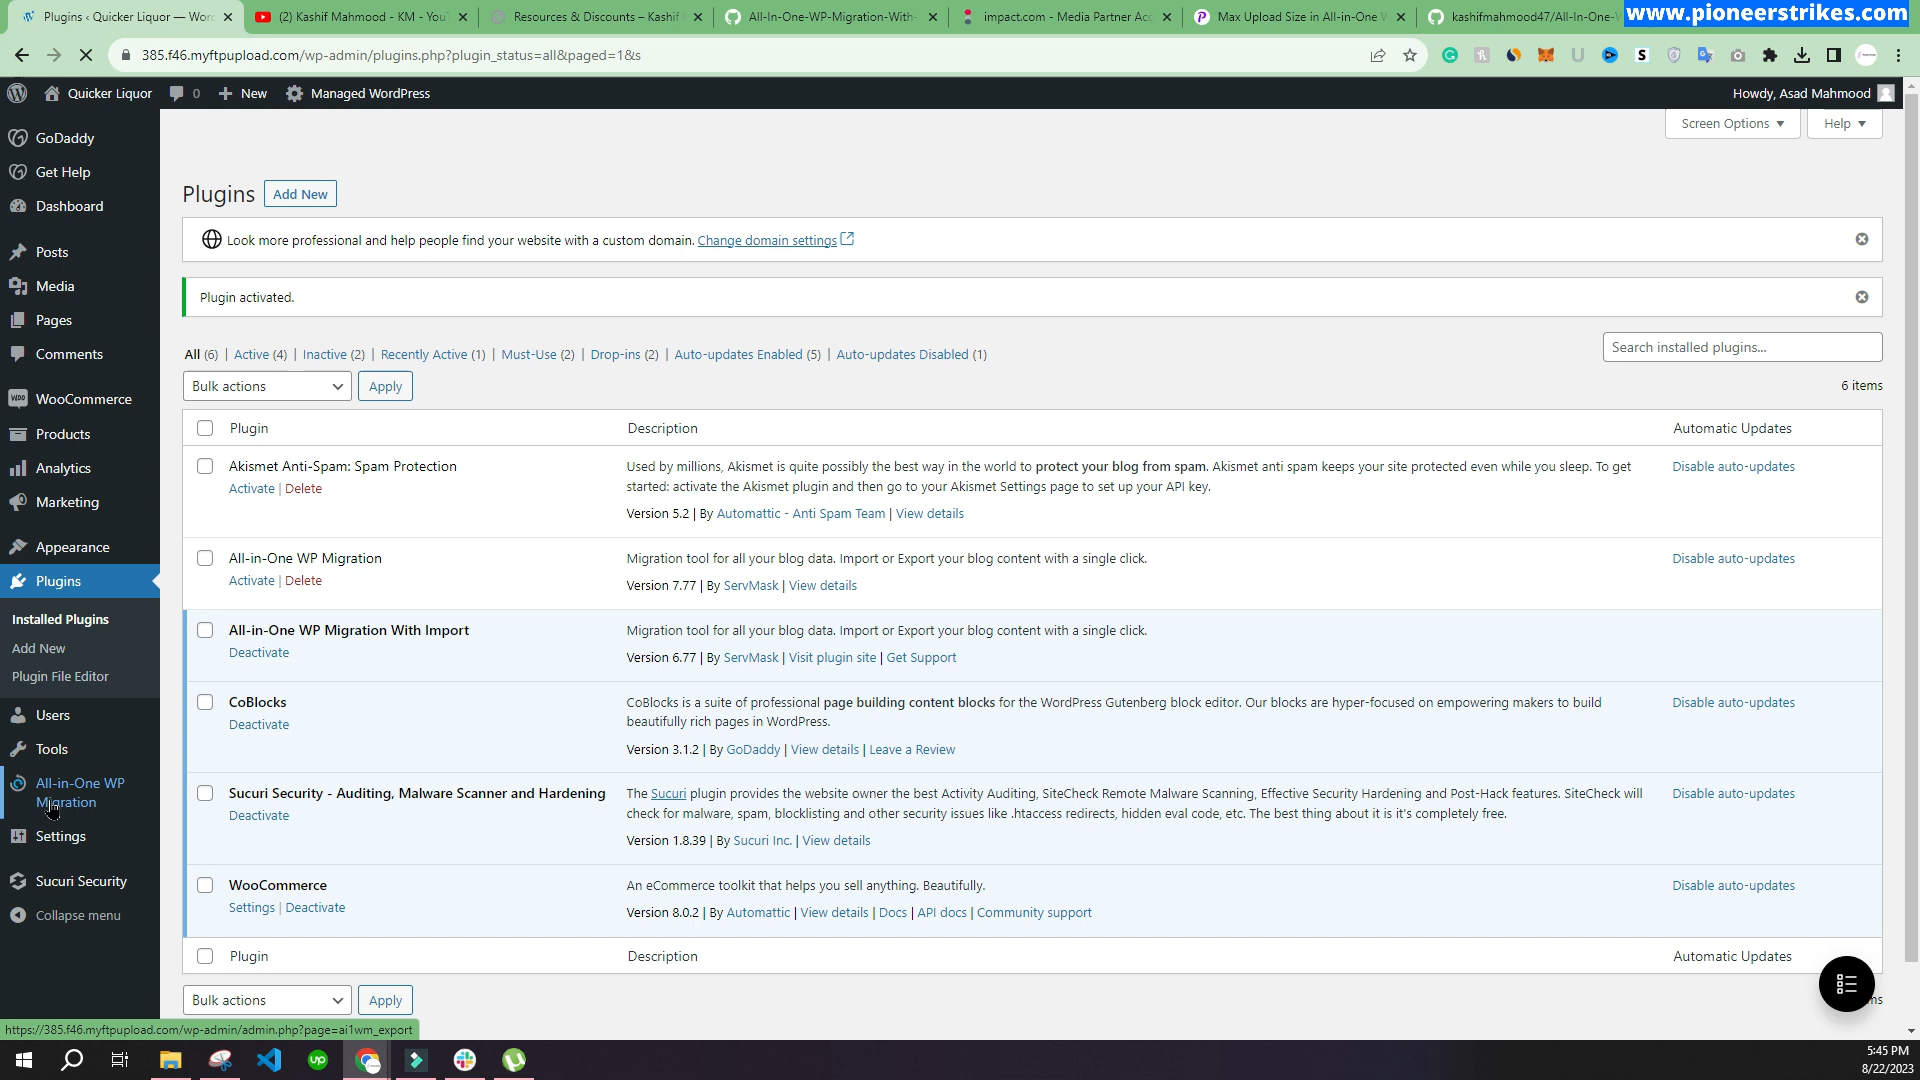 Plugins ‹ Quicker Liquor — Wor
(2) Kashif Mahmood - KM - You
Resources & Discounts – Kashif
All-In-One-WP-Migration-With-
impact.com - Media Partner Acc
Max Upload Size in All-in-One W
kashifmahmood47/All-In-One-
www.pioneerstrikes.com
385.f46.myftpupload.com/wp-admin/plugins.php?plugin_status=all&paged=1&s
Quicker Liquor
0
New
Managed WordPress
Howdy, Asad Mahmood
Screen Options
Help
GoDaddy
Get Help
Dashboard
Posts
Media
Pages
Comments
WooCommerce
Products
Analytics
Marketing
Appearance
Plugins
Installed Plugins
Add New
Plugin File Editor
Users
Tools
All-in-One WP
Migration
Settings
Sucuri Security
Collapse menu
Plugins Add New
Look more professional and help people find your website with a custom domain. Change domain settings
Plugin activated.
All (6) | Active (4) | Inactive (2) | Recently Active (1) | Must-Use (2) | Drop-ins (2) | Auto-updates Enabled (5) | Auto-updates Disabled (1)
Search installed plugins...
Bulk actions Apply
6 items
Plugin Description Automatic Updates
Akismet Anti-Spam: Spam Protection
Activate | Delete
Used by millions, Akismet is quite possibly the best way in the world to protect your blog from spam. Akismet anti spam keeps your site protected even while you sleep. To get
started: activate the Akismet plugin and then go to your Akismet Settings page to set up your API key.
Version 5.2 | By Automattic - Anti Spam Team | View details
Disable auto-updates
All-in-One WP Migration
Activate | Delete
Migration tool for all your blog data. Import or Export your blog content with a single click.
Version 7.77 | By ServMask | View details
Disable auto-updates
All-in-One WP Migration With Import
Deactivate
Migration tool for all your blog data. Import or Export your blog content with a single click.
Version 6.77 | By ServMask | Visit plugin site | Get Support
CoBlocks
Deactivate
CoBlocks is a suite of professional page building content blocks for the WordPress Gutenberg block editor. Our blocks are hyper-focused on empowering makers to build
beautifully rich pages in WordPress.
Version 3.1.2 | By GoDaddy | View details | Leave a Review
Disable auto-updates
Sucuri Security - Auditing, Malware Scanner and Hardening
Deactivate
The Sucuri plugin provides the website owner the best Activity Auditing, SiteCheck Remote Malware Scanning, Effective Security Hardening and Post-Hack features. SiteCheck will
check for malware, spam, blocklisting and other security issues like .htaccess redirects, hidden eval code, etc. The best thing about it is it's completely free.
Version 1.8.39 | By Sucuri Inc. | View details
Disable auto-updates
WooCommerce
Settings | Deactivate
An eCommerce toolkit that helps you sell anything. Beautifully.
Version 8.0.2 | By Automattic | View details | Docs | API docs | Community support
Disable auto-updates
Plugin Description Automatic Updates
Bulk actions Apply
https://385.f46.myftpupload.com/wp-admin/admin.php?page=ai1wm_export
5:45 PM
8/22/2023